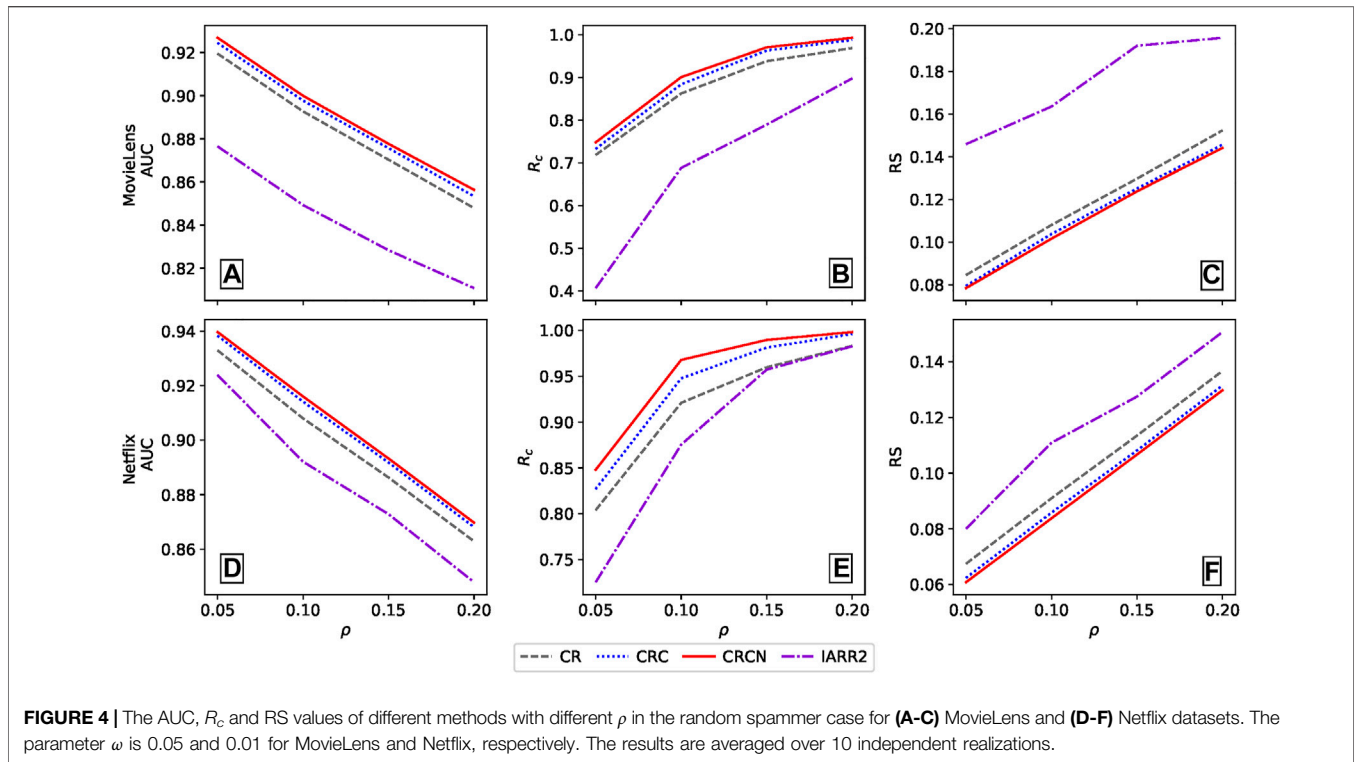 MovieLens
AUC
0.92
0.90
0.88
0.86
0.84
0.82
A
R_c
1.0
0.9
0.8
0.7
0.6
0.5
0.4
B
RS
0.20
0.18
0.16
0.14
0.12
0.10
0.08
C
Netflix
AUC
0.94
0.92
0.90
0.88
0.86
D
0.05 0.10 0.15 0.20
ρ
R_c
1.00
0.95
0.90
0.85
0.80
0.75
E
0.05 0.10 0.15 0.20
ρ
RS
0.14
0.12
0.10
0.08
0.06
F
0.05 0.10 0.15 0.20
ρ
CR CRC CRCN IARR2
FIGURE 4 | The AUC, R_c and RS values of different methods with different ρ in the random spammer case for (A-C) MovieLens and (D-F) Netflix datasets. The
parameter ω is 0.05 and 0.01 for MovieLens and Netflix, respectively. The results are averaged over 10 independent realizations.